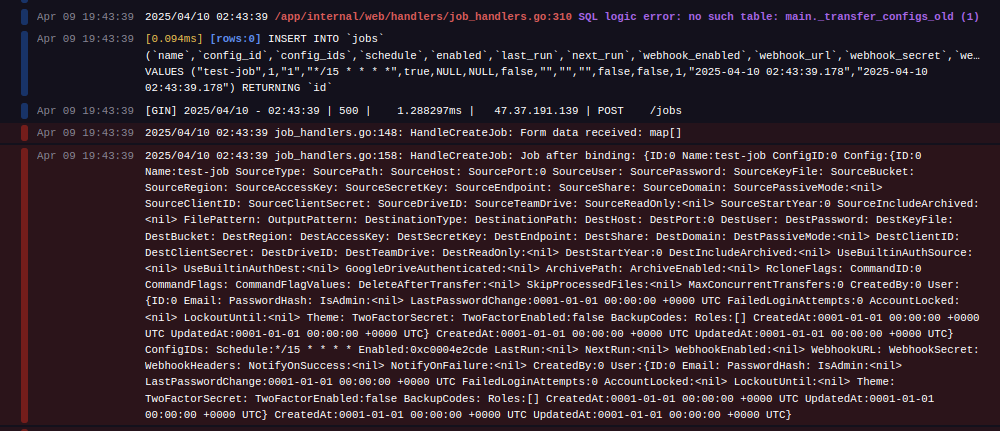 Apr 09 19:43:39 2025/04/10 02:43:39 /app/internal/web/handlers/job_handlers.go:310 SQL logic error: no such table: main._transfer_configs_old (1)
Apr 09 19:43:39 [0.094ms] [rows:0] INSERT INTO `jobs`
(`name`,`config_id`,`config_ids`,`schedule`,`enabled`,`last_run`,`next_run`,`webhook_enabled`,`webhook_url`,`webhook_secret`,`we…
VALUES ("test-job",1,"1","*/15 * * * *",true,NULL,NULL,false,"","","",false,false,1,"2025-04-10 02:43:39.178","2025-04-10
02:43:39.178") RETURNING `id`
Apr 09 19:43:39 [GIN] 2025/04/10 - 02:43:39 | 500 | 1.288297ms | 47.37.191.139 | POST /jobs
Apr 09 19:43:39 2025/04/10 02:43:39 job_handlers.go:148: HandleCreateJob: Form data received: map[]
Apr 09 19:43:39 2025/04/10 02:43:39 job_handlers.go:158: HandleCreateJob: Job after binding: {ID:0 Name:test-job ConfigID:0 Config:{ID:0
Name:test-job SourceType: SourcePath: SourceHost: SourcePort:0 SourceUser: SourcePassword: SourceKeyFile: SourceBucket:
SourceRegion: SourceAccessKey: SourceSecretKey: SourceEndpoint: SourceShare: SourceDomain: SourcePassiveMode:<nil>
SourceClientID: SourceClientSecret: SourceDriveID: SourceTeamDrive: SourceReadOnly:<nil> SourceStartYear:0 SourceIncludeArchived:
<nil> FilePattern: OutputPattern: DestinationType: DestinationPath: DestHost: DestPort:0 DestUser: DestPassword: DestKeyFile:
DestBucket: DestRegion: DestAccessKey: DestSecretKey: DestEndpoint: DestShare: DestDomain: DestPassiveMode:<nil> DestClientID:
DestClientSecret: DestDriveID: DestTeamDrive: DestReadOnly:<nil> DestStartYear:0 DestIncludeArchived:<nil> UseBuiltinAuthSource:
<nil> UseBuiltinAuthDest:<nil> GoogleDriveAuthenticated:<nil> ArchivePath: ArchiveEnabled:<nil> RcloneFlags: CommandID:0
CommandFlags: CommandFlagValues: DeleteAfterTransfer:<nil> SkipProcessedFiles:<nil> MaxConcurrentTransfers:0 CreatedBy:0 User:
{ID:0 Email: PasswordHash: IsAdmin:<nil> LastPasswordChange:0001-01-01 00:00:00 +0000 UTC FailedLoginAttempts:0 AccountLocked:
<nil> LockoutUntil:<nil> Theme: TwoFactorSecret: TwoFactorEnabled:false BackupCodes: Roles:[] CreatedAt:0001-01-01 00:00:00 +0000
UTC UpdatedAt:0001-01-01 00:00:00 +0000 UTC} CreatedAt:0001-01-01 00:00:00 +0000 UTC UpdatedAt:0001-01-01 00:00:00 +0000 UTC}
ConfigIDs: Schedule:*/15 * * * * Enabled:0xc0004e2cde LastRun:<nil> NextRun:<nil> WebhookEnabled:<nil> WebhookURL: WebhookSecret:
WebhookHeaders: NotifyOnSuccess:<nil> NotifyOnFailure:<nil> CreatedBy:0 User:{ID:0 Email: PasswordHash: IsAdmin:<nil>
LastPasswordChange:0001-01-01 00:00:00 +0000 UTC FailedLoginAttempts:0 AccountLocked:<nil> LockoutUntil:<nil> Theme:
TwoFactorSecret: TwoFactorEnabled:false BackupCodes: Roles:[] CreatedAt:0001-01-01 00:00:00 +0000 UTC UpdatedAt:0001-01-01
00:00:00 +0000 UTC} CreatedAt:0001-01-01 00:00:00 +0000 UTC UpdatedAt:0001-01-01 00:00:00 +0000 UTC}